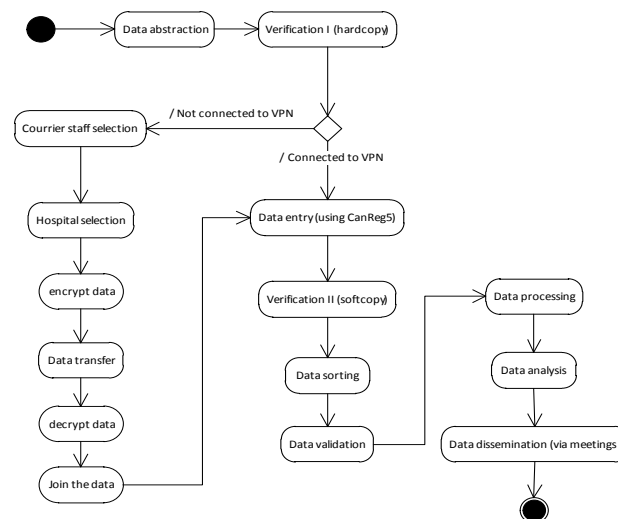 Data abstraction
Verification I (hardcopy)
/ Not connected to VPN
Courrier staff selection
/ Connected to VPN
Hospital selection
Data entry (using CanReg5)
encrypt data
Verification II (softcopy)
Data processing
Data transfer
Data sorting
Data analysis
decrypt data
Data validation
Data dissemination (via meetings
Join the data